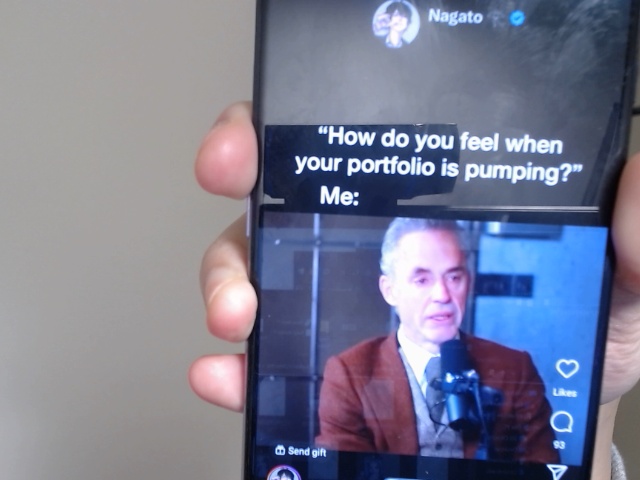 Nagato
“How do you feel when
your portfolio is pumping?”
Me:
Likes
93
Send gift